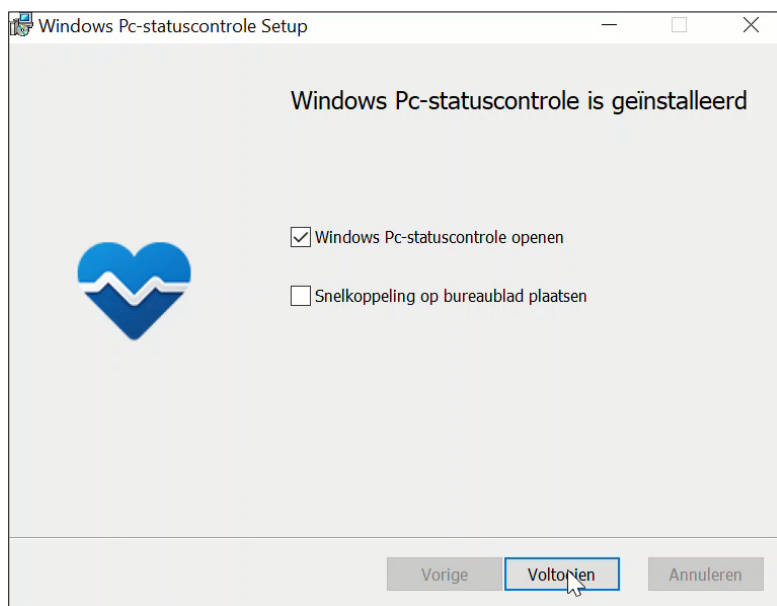 Windows Pc-statuscontrole Setup
Windows Pc-statuscontrole is geïnstalleerd
Windows Pc-statuscontrole openen
Snelkoppeling op bureaublad plaatsen
Vorige
Voltooien
Annuleren